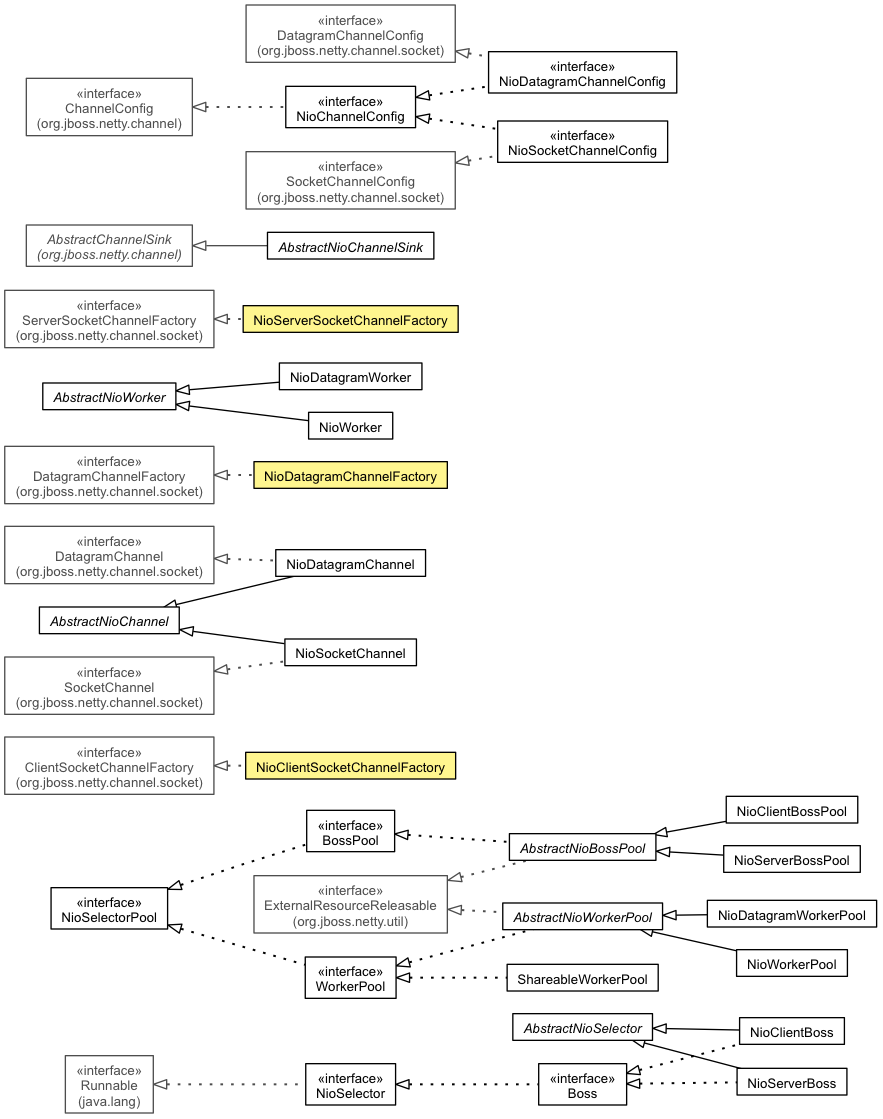 «interface»
DatagramChannelConfig
(org.jboss.netty.channel.socket)
«interface»
NioDatagramChannelConfig
«interface»
ChannelConfig
(org.jboss.netty.channel)
«interface»
NioChannelConfig
«interface»
NioSocketChannelConfig
«interface»
SocketChannelConfig
(org.jboss.netty.channel.socket)
AbstractChannelSink
(org.jboss.netty.channel)
AbstractNioChannelSink
«interface»
ServerSocketChannelFactory
(org.jboss.netty.channel.socket)
NioServerSocketChannelFactory
NioDatagramWorker
AbstractNioWorker
NioWorker
«interface»
DatagramChannelFactory
(org.jboss.netty.channel.socket)
NioDatagramChannelFactory
«interface»
DatagramChannel
(org.jboss.netty.channel.socket)
NioDatagramChannel
AbstractNioChannel
NioSocketChannel
«interface»
SocketChannel
(org.jboss.netty.channel.socket)
«interface»
ClientSocketChannelFactory
(org.jboss.netty.channel.socket)
NioClientSocketChannelFactory
NioClientBossPool
«interface»
BossPool
AbstractNioBossPool
NioServerBossPool
«interface»
NioSelectorPool
«interface»
ExternalResourceReleasable
(org.jboss.netty.util)
AbstractNioWorkerPool
NioDatagramWorkerPool
NioWorkerPool
«interface»
WorkerPool
ShareableWorkerPool
AbstractNioSelector
NioClientBoss
«interface»
Runnable
(java.lang)
«interface»
NioSelector
«interface»
Boss
NioServerBoss